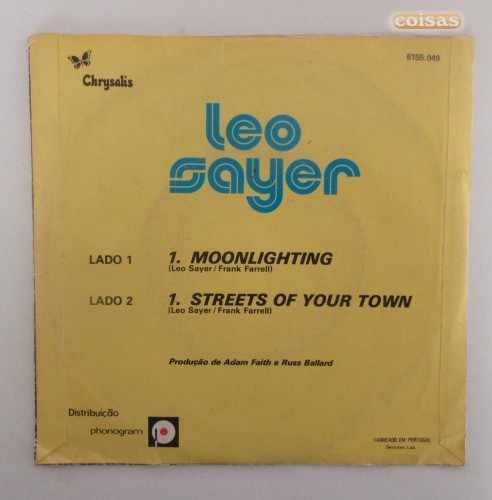 coisas
Chrysalis
6155.049
leo
sayer
LADO 1
1. MOONLIGHTING
(Leo Sayer/Frank Farrell)
LADO 2
1. STREETS OF YOUR TOWN
(Leo Sayer/Frank Farrell)
Produção de Adam Faith e Russ Ballard
Distribuição
phonogram
FABRICADO EM PORTUGAL